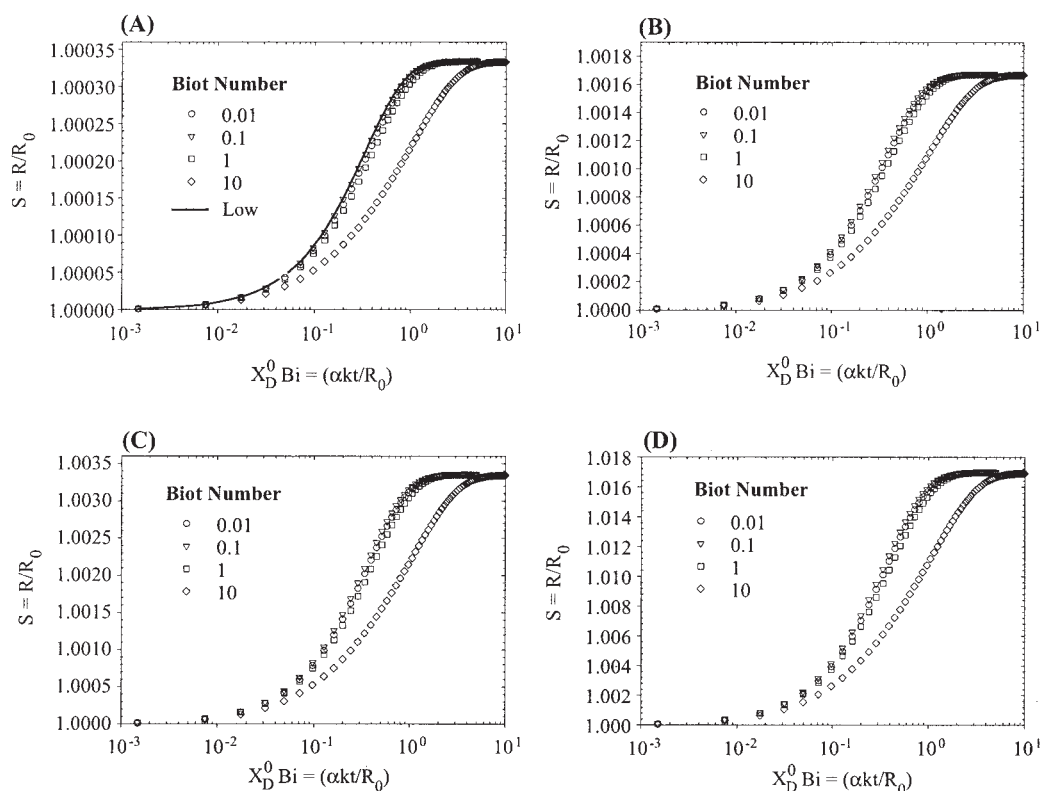 (A)
1.00035
1.00030
1.00025
1.00020
1.00015
1.00010
1.00005
1.00000
S = R/R₀
Biot Number
0.01
0.1
1
10
Low
10⁻³ 10⁻² 10⁻¹ 10⁰ 10¹
X_D⁰ Bi = (αkt/R₀)
(B)
1.0018
1.0016
1.0014
1.0012
1.0010
1.0008
1.0006
1.0004
1.0002
1.0000
S = R/R₀
Biot Number
0.01
0.1
1
10
10⁻³ 10⁻² 10⁻¹ 10⁰ 10¹
X_D⁰ Bi = (αkt/R₀)
(C)
1.0035
1.0030
1.0025
1.0020
1.0015
1.0010
1.0005
1.0000
S = R/R₀
Biot Number
0.01
0.1
1
10
10⁻³ 10⁻² 10⁻¹ 10⁰ 10¹
X_D⁰ Bi = (αkt/R₀)
(D)
1.018
1.016
1.014
1.012
1.010
1.008
1.006
1.004
1.002
1.000
S = R/R₀
Biot Number
0.01
0.1
1
10
10⁻³ 10⁻² 10⁻¹ 10⁰ 10¹
X_D⁰ Bi = (αkt/R₀)